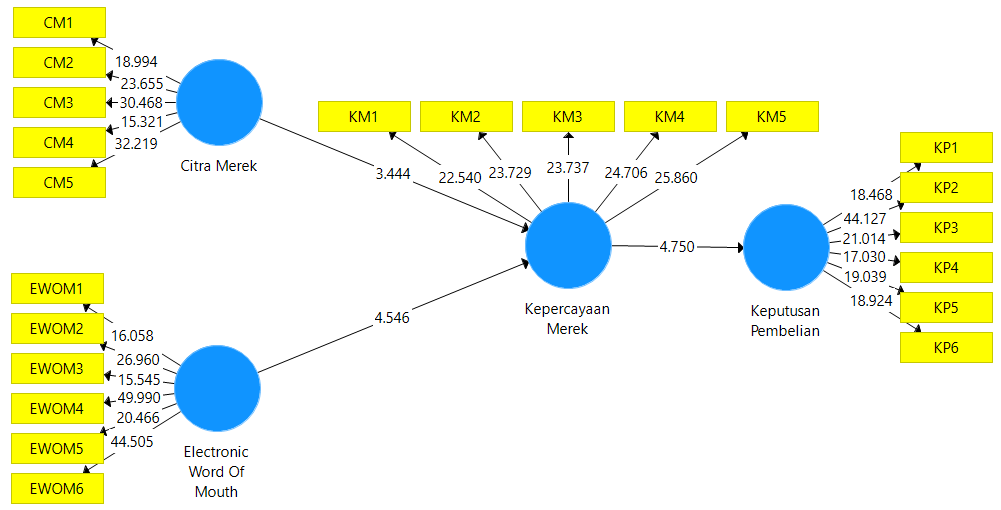 CM1
CM2
CM3
CM4
CM5
18.994
23.655
30.468
15.321
32.219
Citra Merek
3.444
KM1
KM2
KM3
KM4
KM5
22.540
23.729
23.737
24.706
25.860
Kepercayaan
Merek
4.750
KP1
KP2
KP3
KP4
KP5
KP6
18.468
44.127
21.014
17.030
19.039
18.924
Keputusan
Pembelian
EWOM1
EWOM2
EWOM3
EWOM4
EWOM5
EWOM6
16.058
26.960
15.545
49.990
20.466
44.505
Electronic
Word Of
Mouth
4.546